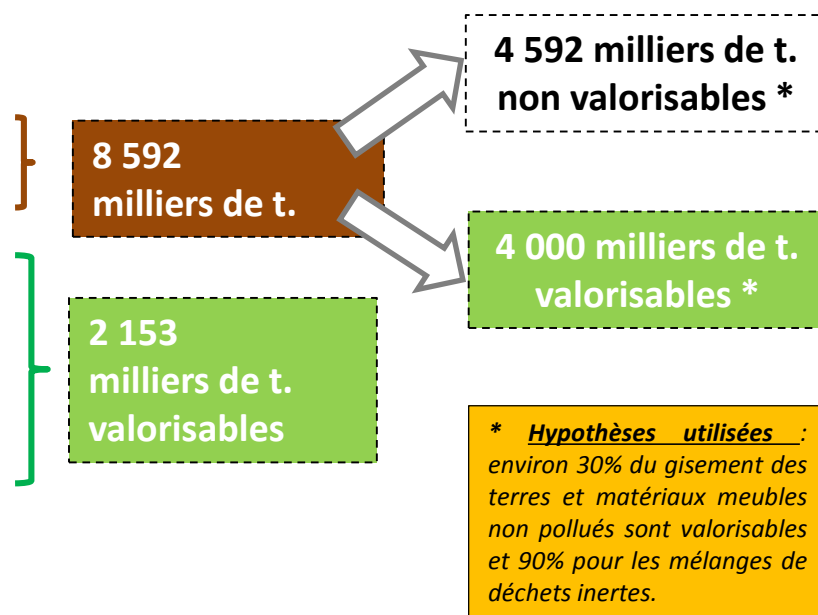 4 592 milliers de t.
non valorisables *
8 592
milliers de t.
4 000 milliers de t.
valorisables *
2 153
milliers de t.
valorisables
* Hypothèses utilisées :
environ 30% du gisement des
terres et matériaux meubles
non pollués sont valorisables
et 90% pour les mélanges de
déchets inertes.